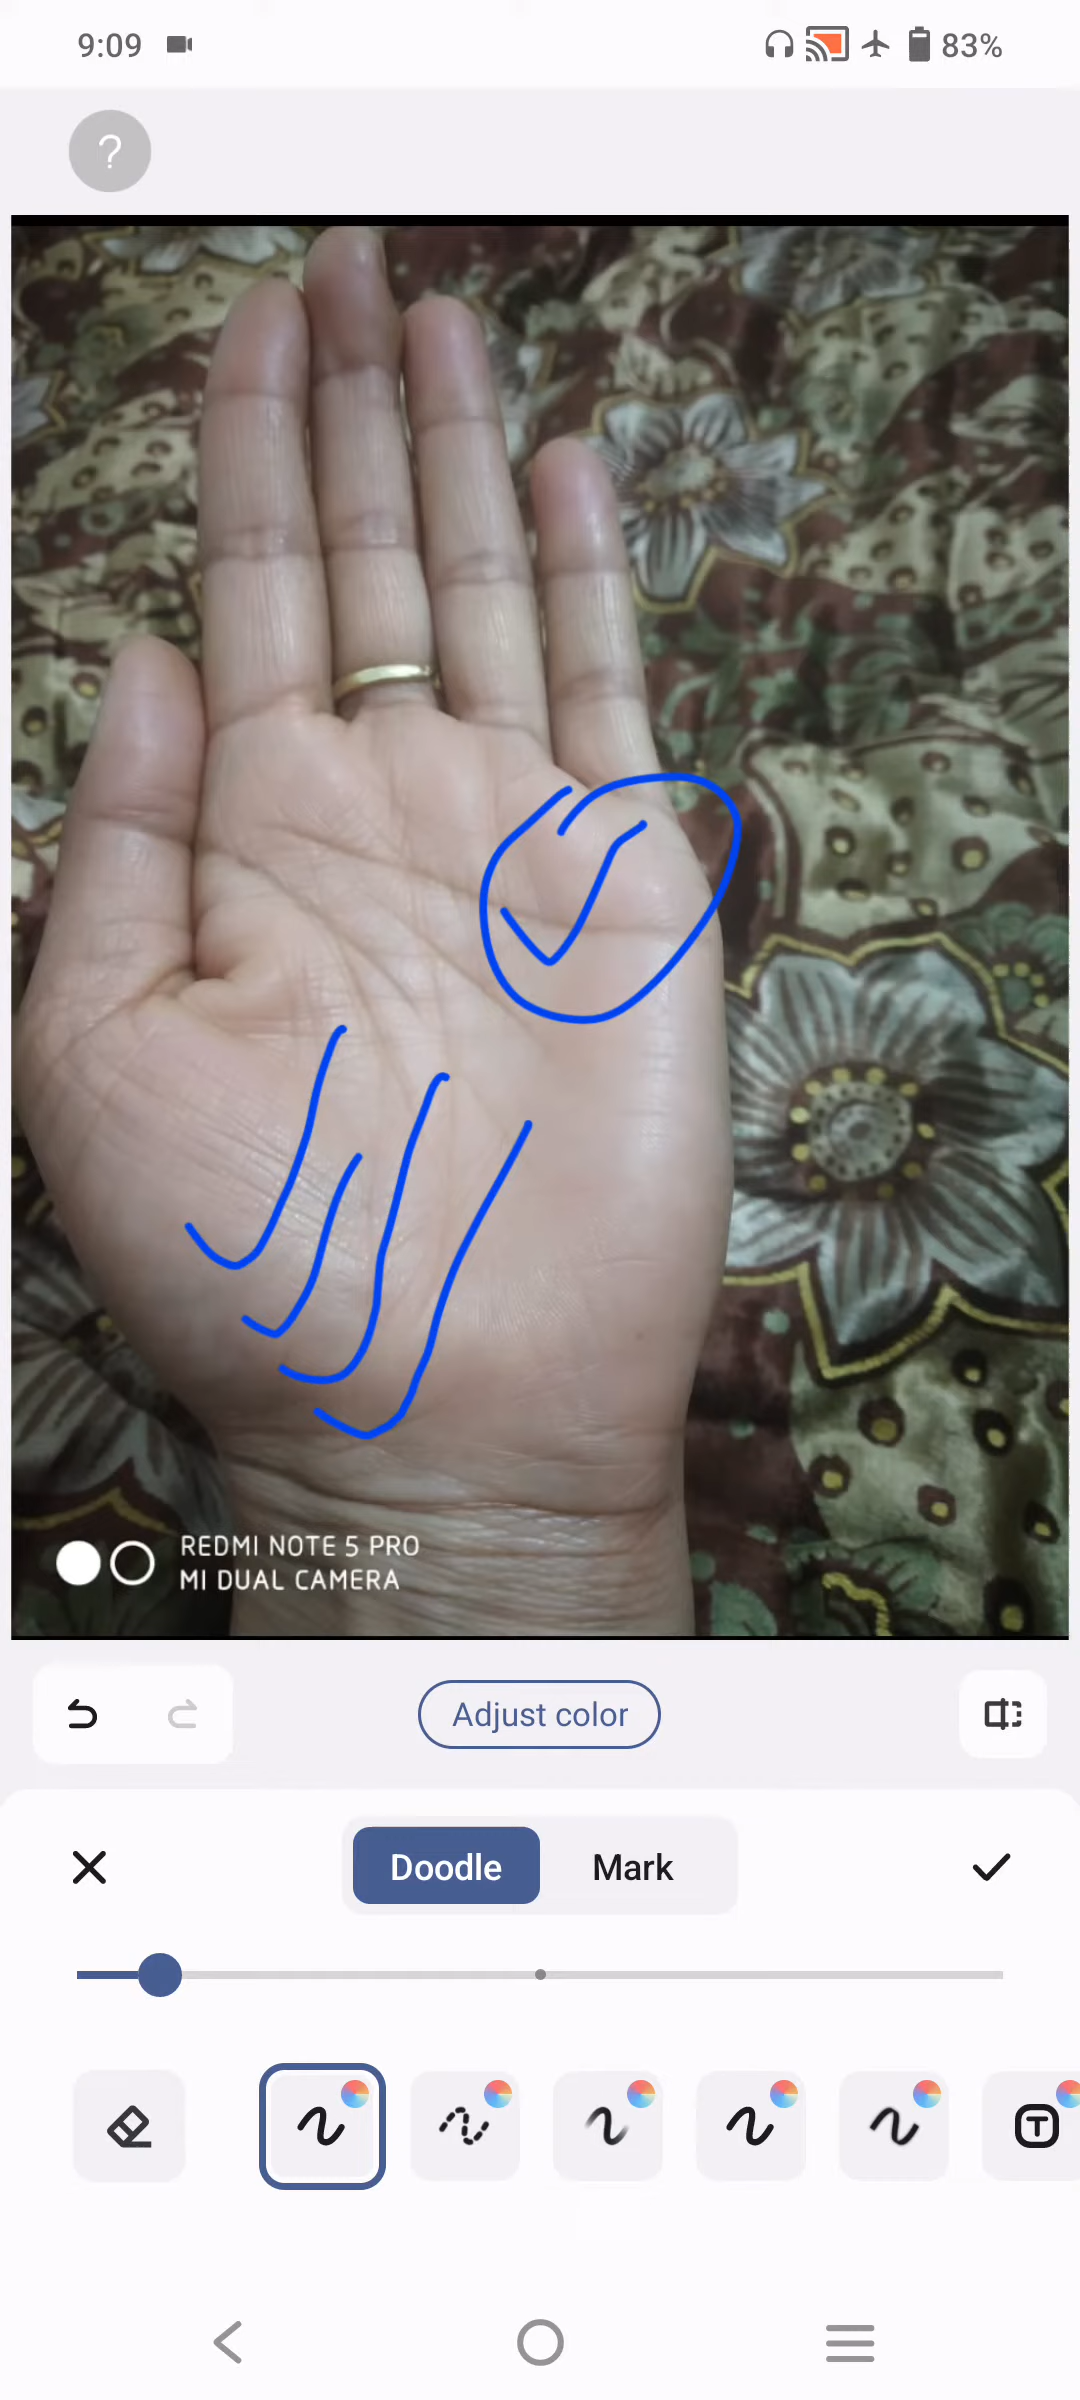 9:09
83%
?
REDMI NOTE 5 PRO
MI DUAL CAMERA
Adjust color
Doodle
Mark
T